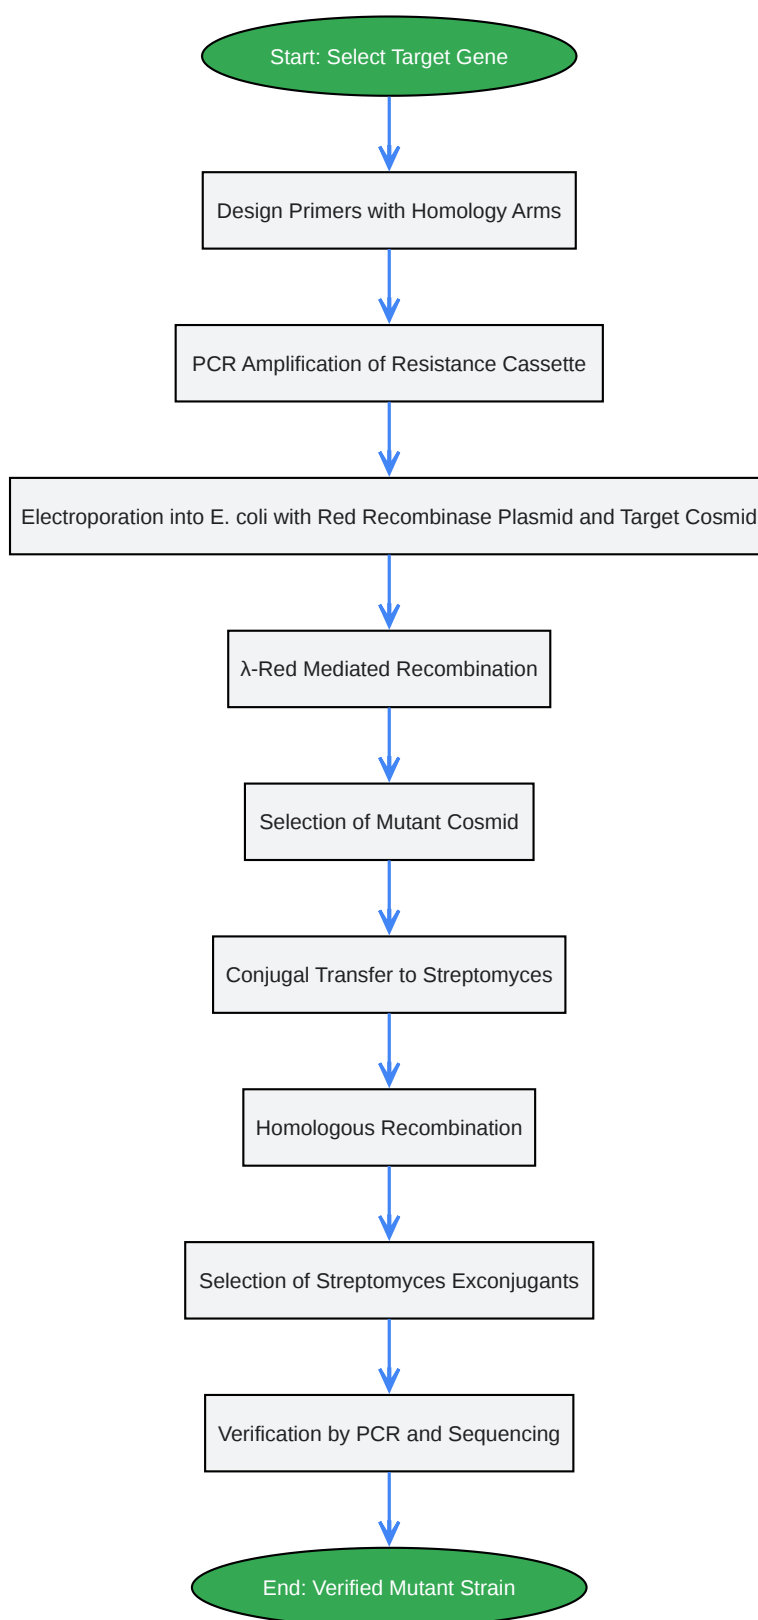 Start: Select Target Gene
Design Primers with Homology Arms
PCR Amplification of Resistance Cassette
Electroporation into E. coli with Red Recombinase Plasmid and Target Cosmid
λ-Red Mediated Recombination
Selection of Mutant Cosmid
Conjugal Transfer to Streptomyces
Homologous Recombination
Selection of Streptomyces Exconjugants
Verification by PCR and Sequencing
End: Verified Mutant Strain